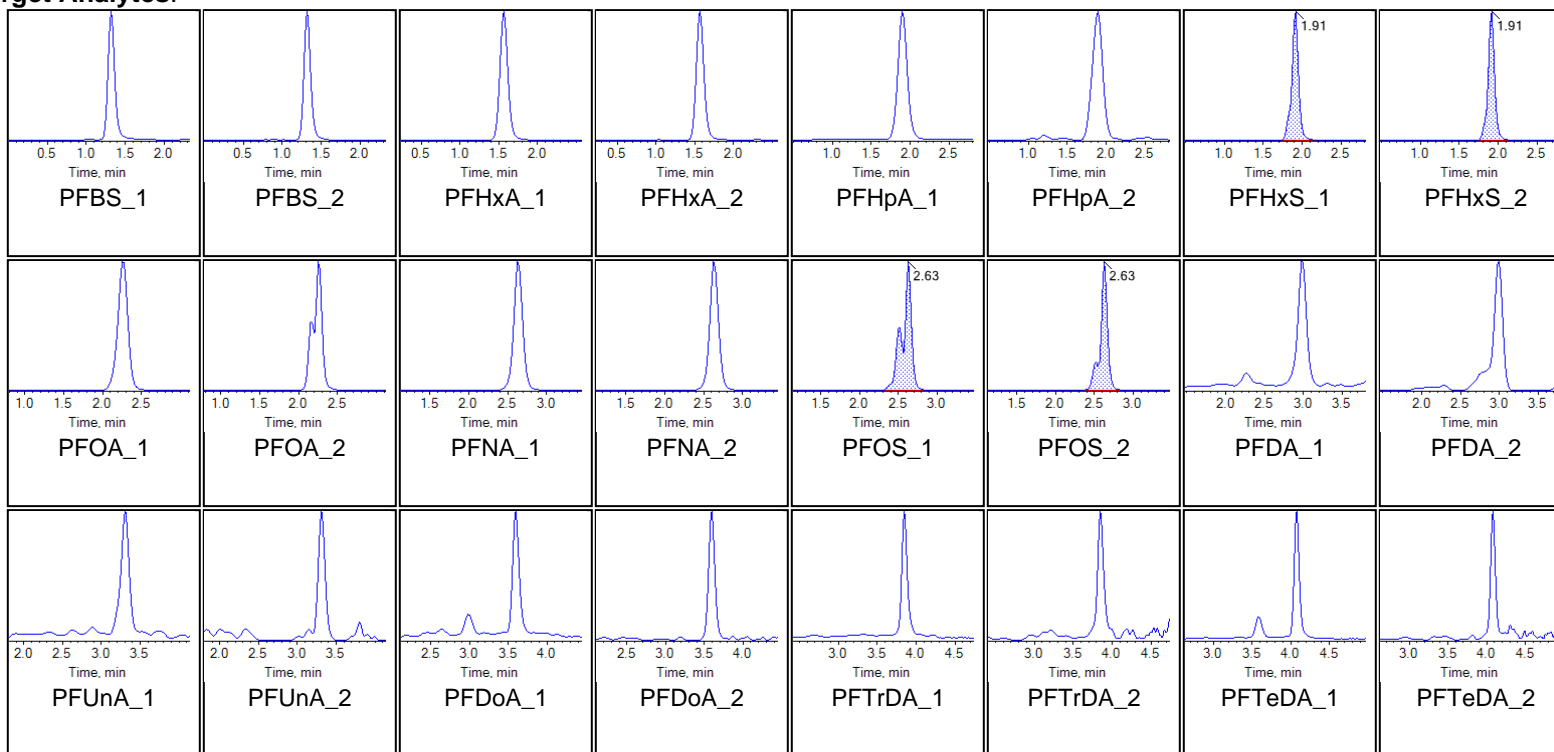 rget Analytes:
1.91 1.91
0.5 1.0 1.5 2.0 0.5 1.0 1.5 2.0 0.5 1.0 1.5 2.0 0.5 1.0 1.5 2.0 1.0 1.5 2.0 2.5 1.0 1.5 2.0 2.5 1.0 1.5 2.0 2.5 1.0 1.5 2.0 2.5
Time, min Time, min Time, min Time, min Time, min Time, min Time, min Time, min
PFBS_1 PFBS_2 PFHxA_1 PFHxA_2 PFHpA_1 PFHpA_2 PFHxS_1 PFHxS_2
2.63 2.63
1.0 1.5 2.0 2.5 1.0 1.5 2.0 2.5 1.5 2.0 2.5 3.0 1.5 2.0 2.5 3.0 1.5 2.0 2.5 3.0 1.5 2.0 2.5 3.0 2.0 2.5 3.0 3.5 2.0 2.5 3.0 3.5
Time, min Time, min Time, min Time, min Time, min Time, min Time, min Time, min
PFOA_1 PFOA_2 PFNA_1 PFNA_2 PFOS_1 PFOS_2 PFDA_1 PFDA_2
2.0 2.5 3.0 3.5 2.0 2.5 3.0 3.5 2.5 3.0 3.5 4.0 2.5 3.0 3.5 4.0 3.0 3.5 4.0 4.5 3.0 3.5 4.0 4.5 3.0 3.5 4.0 4.5 3.0 3.5 4.0 4.5
Time, min Time, min Time, min Time, min Time, min Time, min Time, min Time, min
PFUnA_1 PFUnA_2 PFDoA_1 PFDoA_2 PFTrDA_1 PFTrDA_2 PFTeDA_1 PFTeDA_2